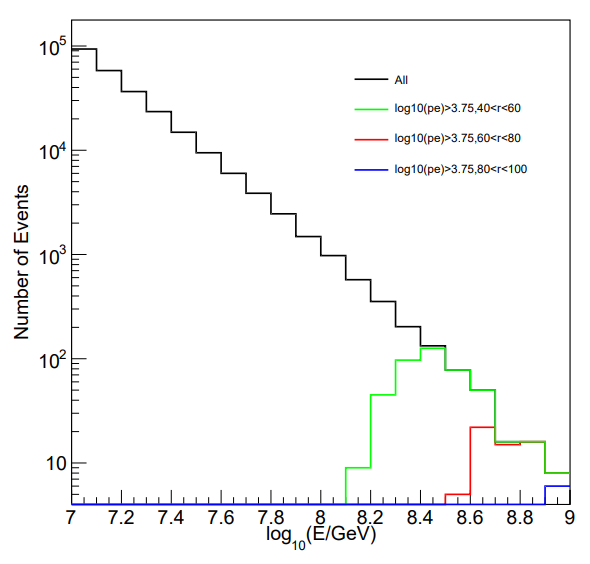 Number of Events
10^5
10^4
10^3
10^2
10
All
log10(pe)>3.75,40<r<60
log10(pe)>3.75,60<r<80
log10(pe)>3.75,80<r<100
7 7.2 7.4 7.6 7.8 8 8.2 8.4 8.6 8.8 9
log_10(E/GeV)